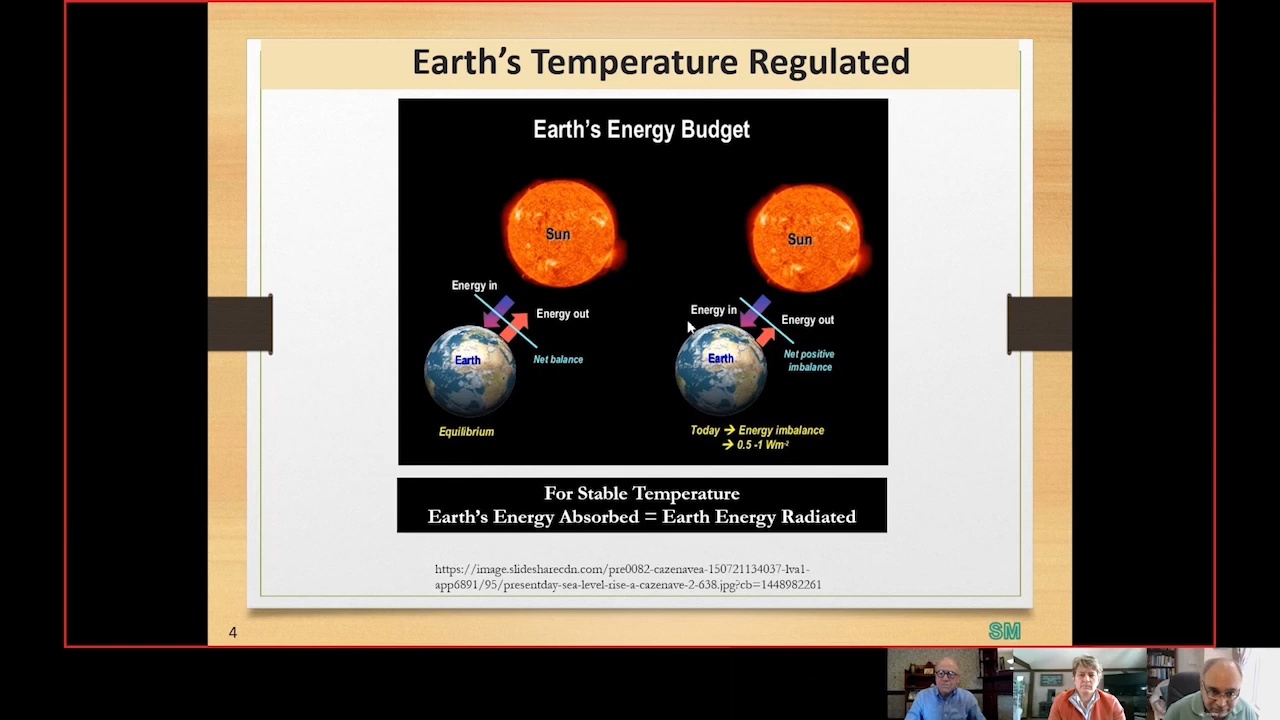 Earth's Temperature Regulated
Earth's Energy Budget
Sun
Sun
Energy in
Energy out
Earth
Net balance
Equilibrium
Energy in
Energy out
Earth
Net positive
imbalance
Today → Energy imbalance
→ 0.5 -1 Wm⁻²
For Stable Temperature
Earth's Energy Absorbed = Earth Energy Radiated
https://image.slidesharecdn.com/pre0082-cazenavea-150721134037-lva1-
app6891/95/presentday-sea-level-rise-a-cazenave-2-638.jpg?cb=1448982261
4
SM